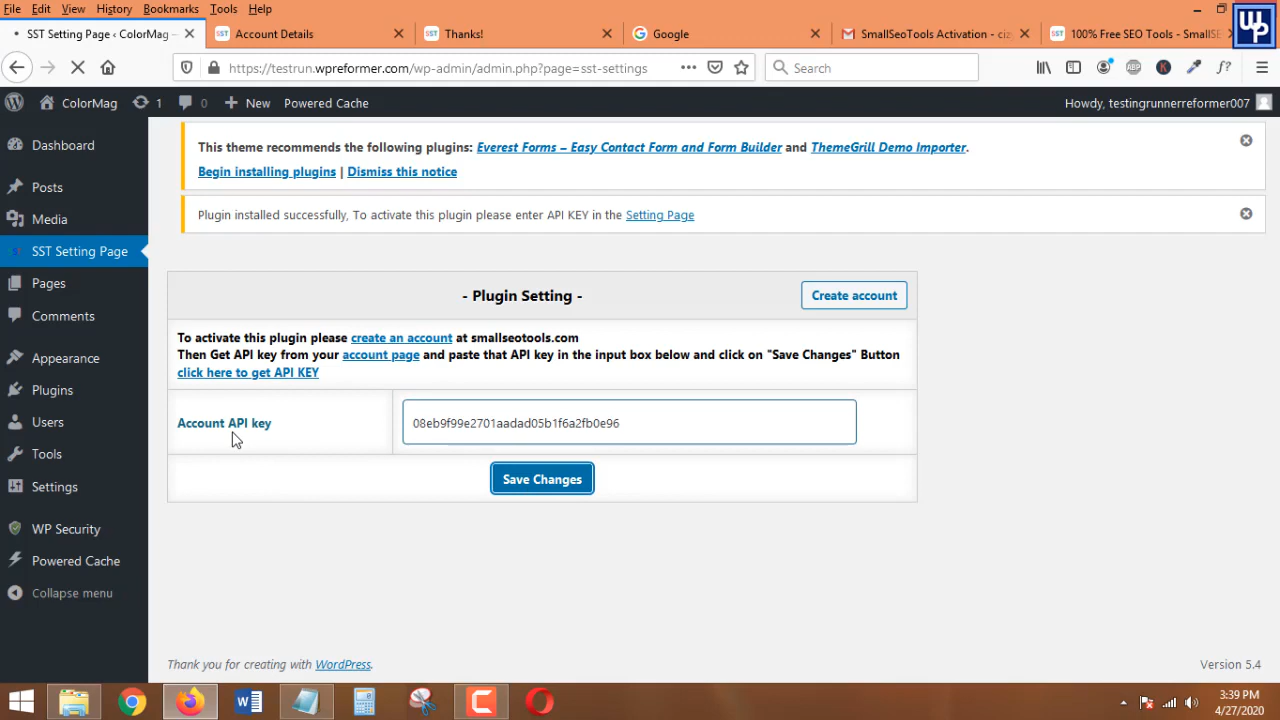 File Edit View History Bookmarks Tools Help
SST Setting Page ‹ ColorMag —
Account Details
Thanks!
Google
SmallSeoTools Activation - ciz
100% Free SEO Tools - SmallSE
https://testrun.wpreformer.com/wp-admin/admin.php?page=sst-settings
Search
ABP
K
f?
ColorMag 1 0 New Powered Cache
Howdy, testingrunnerreformer007
Dashboard
Posts
Media
SST Setting Page
Pages
Comments
Appearance
Plugins
Users
Tools
Settings
WP Security
Powered Cache
Collapse menu
This theme recommends the following plugins: Everest Forms – Easy Contact Form and Form Builder and ThemeGrill Demo Importer.
Begin installing plugins | Dismiss this notice
Plugin installed successfully, To activate this plugin please enter API KEY in the Setting Page
- Plugin Setting -
Create account
To activate this plugin please create an account at smallseotools.com
Then Get API key from your account page and paste that API key in the input box below and click on "Save Changes" Button
click here to get API KEY
Account API key
08eb9f99e2701aadad05b1f6a2fb0e96
Save Changes
Thank you for creating with WordPress.
Version 5.4
3:39 PM
4/27/2020